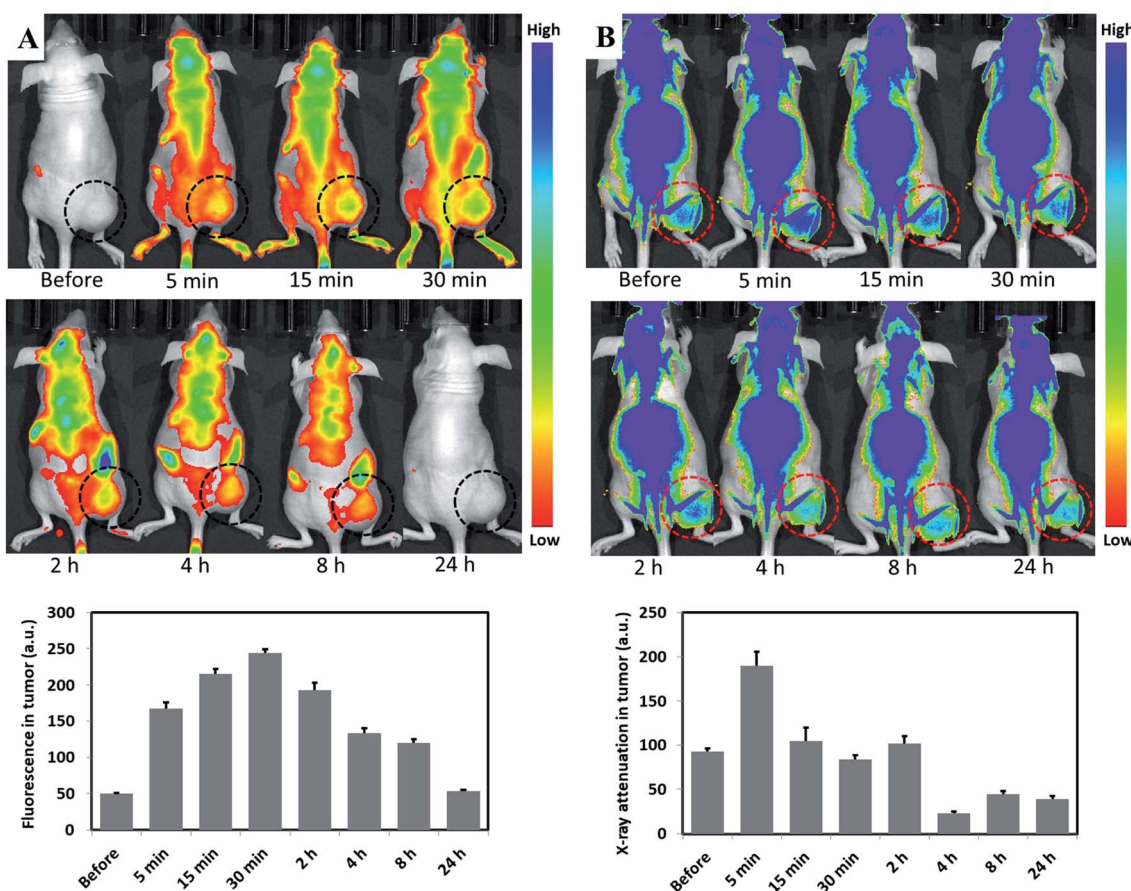 A
High
Before 5 min 15 min 30 min
2 h 4 h 8 h 24 h
Low
B
High
Before 5 min 15 min 30 min
2 h 4 h 8 h 24 h
Low
Fluorescence in tumor (a.u.)
300
250
200
150
100
50
0
Before 5 min 15 min 30 min 2 h 4 h 8 h 24 h
X-ray attenuation in tumor (a.u.)
250
200
150
100
50
0
Before 5 min 15 min 30 min 2 h 4 h 8 h 24 h